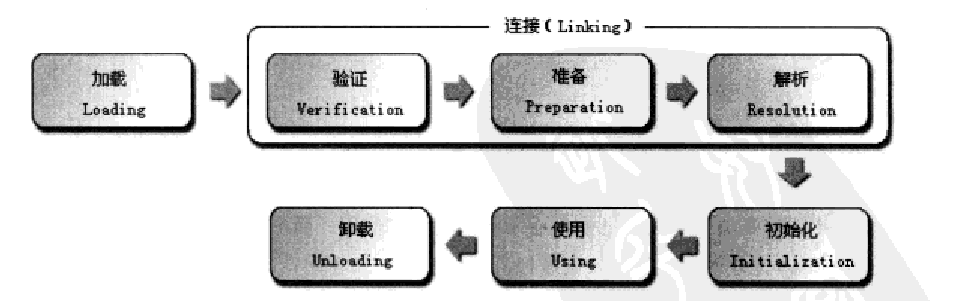 连接(Linking)
加载
Loading
验证
Verification
准备
Preparation
解析
Resolution
初始化
Initialization
使用
Using
卸载
Unloading